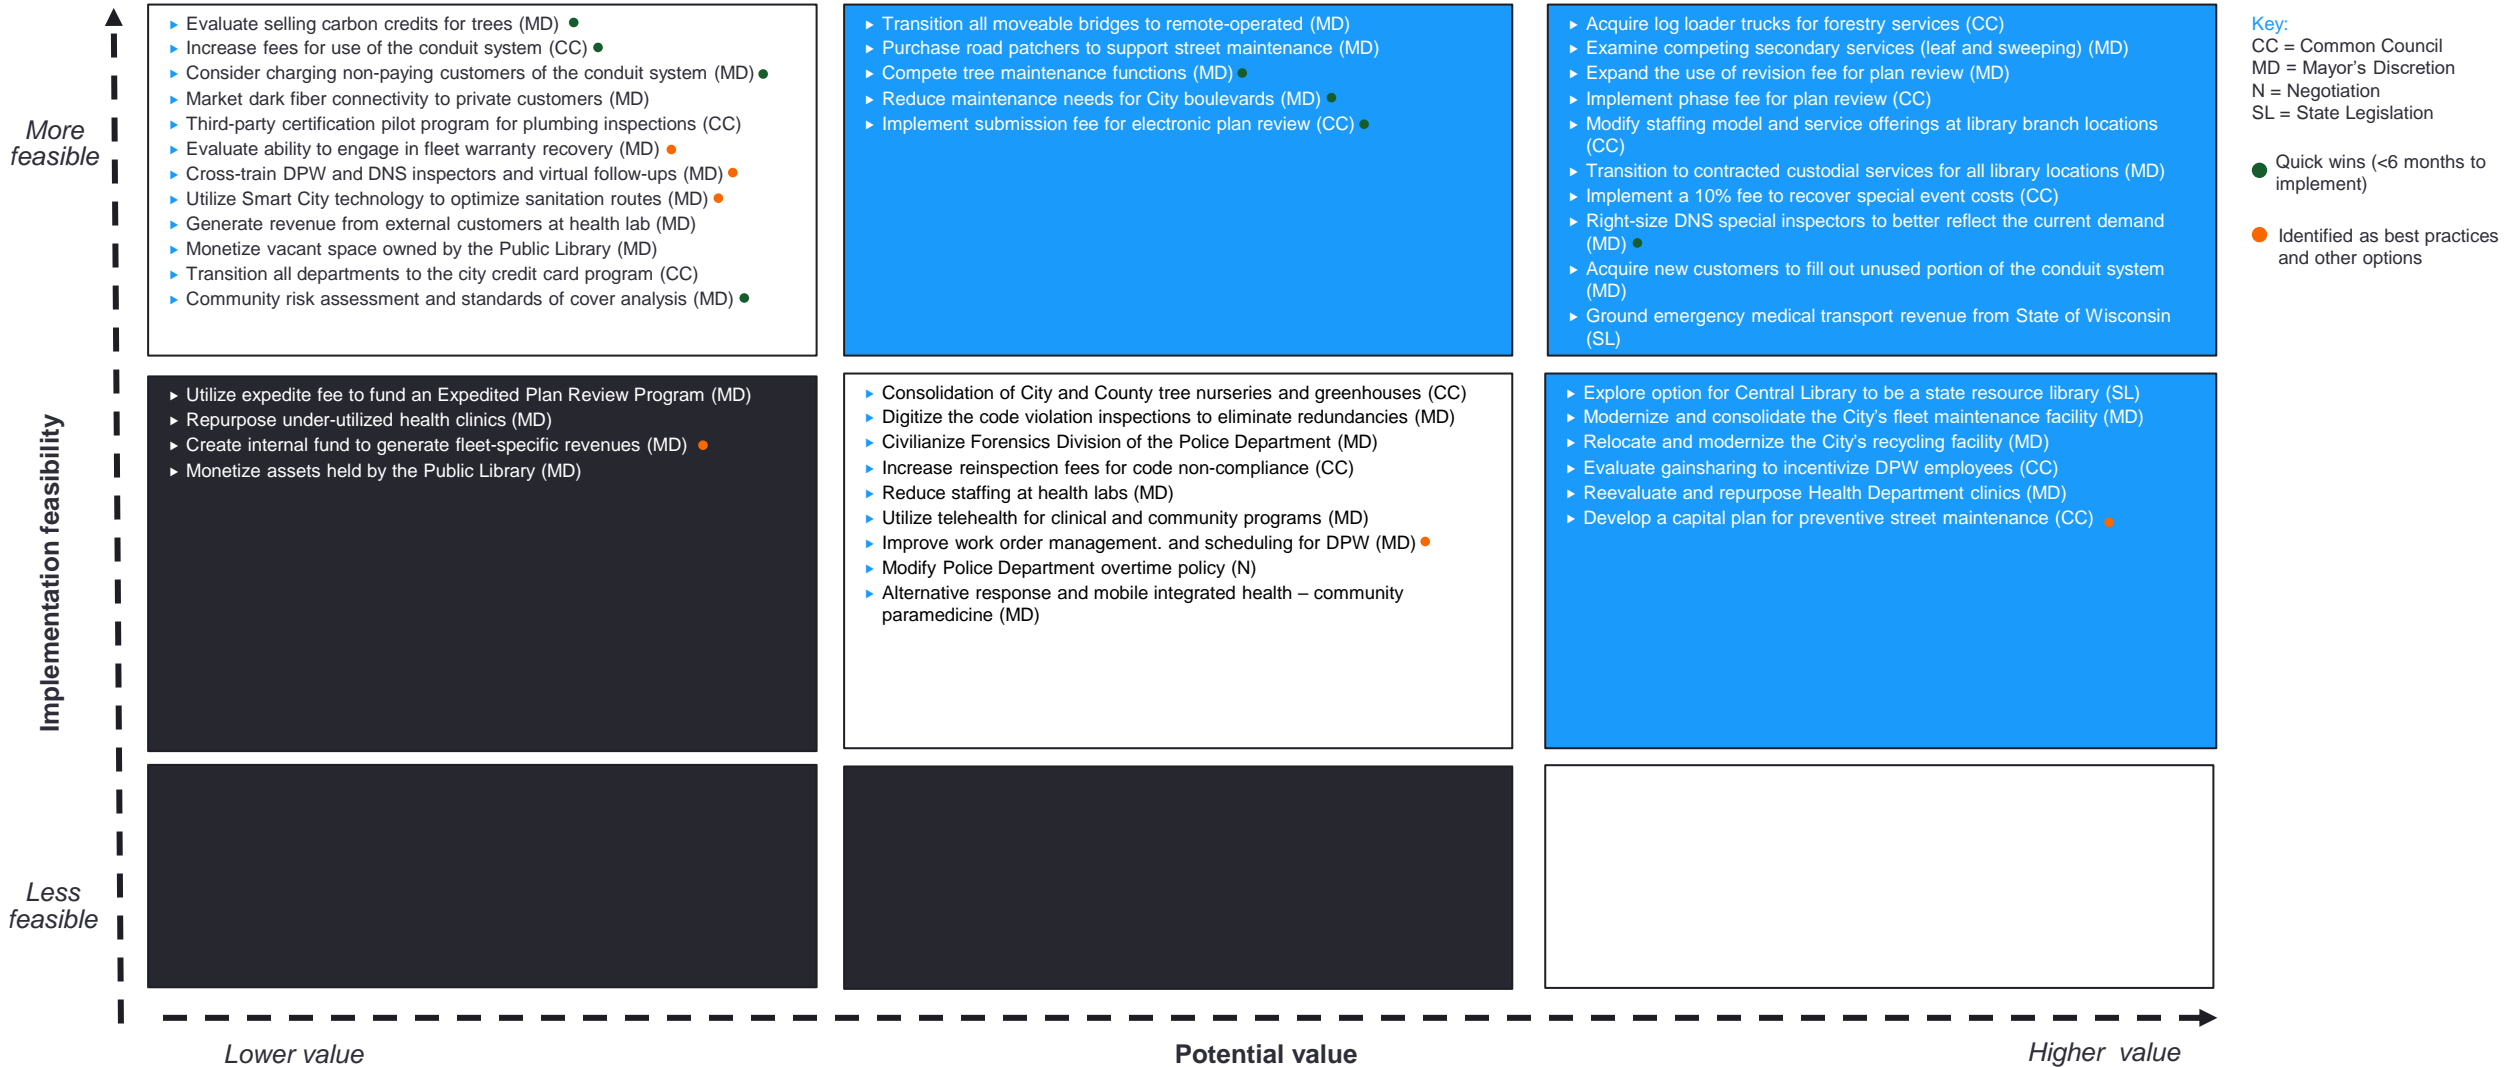 More
feasible
Implementation feasibility
Less
feasible
► Evaluate selling carbon credits for trees (MD)
► Increase fees for use of the conduit system (CC)
► Consider charging non-paying customers of the conduit system (MD)
► Market dark fiber connectivity to private customers (MD)
► Third-party certification pilot program for plumbing inspections (CC)
► Evaluate ability to engage in fleet warranty recovery (MD)
► Cross-train DPW and DNS inspectors and virtual follow-ups (MD)
► Utilize Smart City technology to optimize sanitation routes (MD)
► Generate revenue from external customers at health lab (MD)
► Monetize vacant space owned by the Public Library (MD)
► Transition all departments to the city credit card program (CC)
► Community risk assessment and standards of cover analysis (MD)
► Transition all moveable bridges to remote-operated (MD)
► Purchase road patchers to support street maintenance (MD)
► Compete tree maintenance functions (MD)
► Reduce maintenance needs for City boulevards (MD)
► Implement submission fee for electronic plan review (CC)
► Acquire log loader trucks for forestry services (CC)
► Examine competing secondary services (leaf and sweeping) (MD)
► Expand the use of revision fee for plan review (MD)
► Implement phase fee for plan review (CC)
► Modify staffing model and service offerings at library branch locations
(CC)
► Transition to contracted custodial services for all library locations (MD)
► Implement a 10% fee to recover special event costs (CC)
► Right-size DNS special inspectors to better reflect the current demand
(MD)
► Acquire new customers to fill out unused portion of the conduit system
(MD)
► Ground emergency medical transport revenue from State of Wisconsin
(SL)
► Utilize expedite fee to fund an Expedited Plan Review Program (MD)
► Repurpose under-utilized health clinics (MD)
► Create internal fund to generate fleet-specific revenues (MD)
► Monetize assets held by the Public Library (MD)
► Consolidation of City and County tree nurseries and greenhouses (CC)
► Digitize the code violation inspections to eliminate redundancies (MD)
► Civilianize Forensics Division of the Police Department (MD)
► Increase reinspection fees for code non-compliance (CC)
► Reduce staffing at health labs (MD)
► Utilize telehealth for clinical and community programs (MD)
► Improve work order management. and scheduling for DPW (MD)
► Modify Police Department overtime policy (N)
► Alternative response and mobile integrated health – community
paramedicine (MD)
► Explore option for Central Library to be a state resource library (SL)
► Modernize and consolidate the City's fleet maintenance facility (MD)
► Relocate and modernize the City's recycling facility (MD)
► Evaluate gainsharing to incentivize DPW employees (CC)
► Reevaluate and repurpose Health Department clinics (MD)
► Develop a capital plan for preventive street maintenance (CC)
Key:
CC = Common Council
MD = Mayor's Discretion
N = Negotiation
SL = State Legislation
Quick wins (<6 months to
implement)
Identified as best practices
and other options
Lower value
Potential value
Higher value